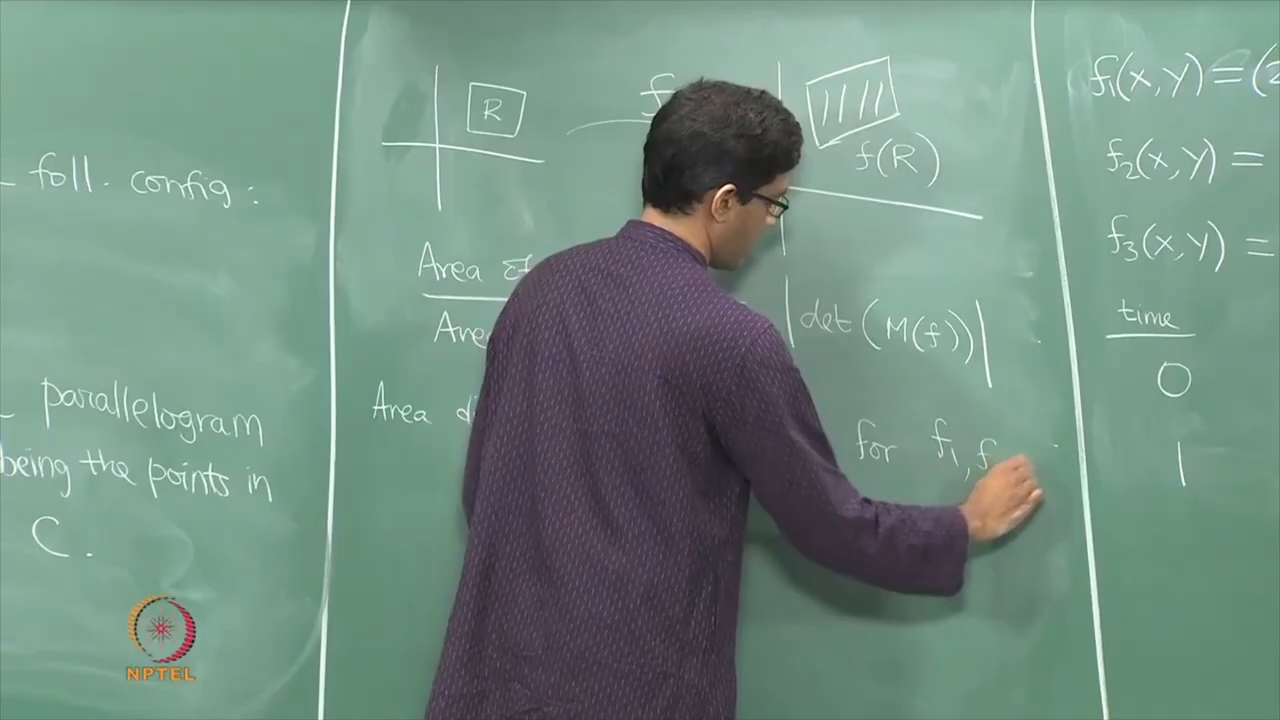 foll. config:
parallelogram
being the points in
C.
R
f
f(R)
Area
Area
|det(M(f))|
Area
for f₁, f
f₁(x,y) = (2
f₂(x,y) =
f₃(x,y) =
time
0
1
NPTEL